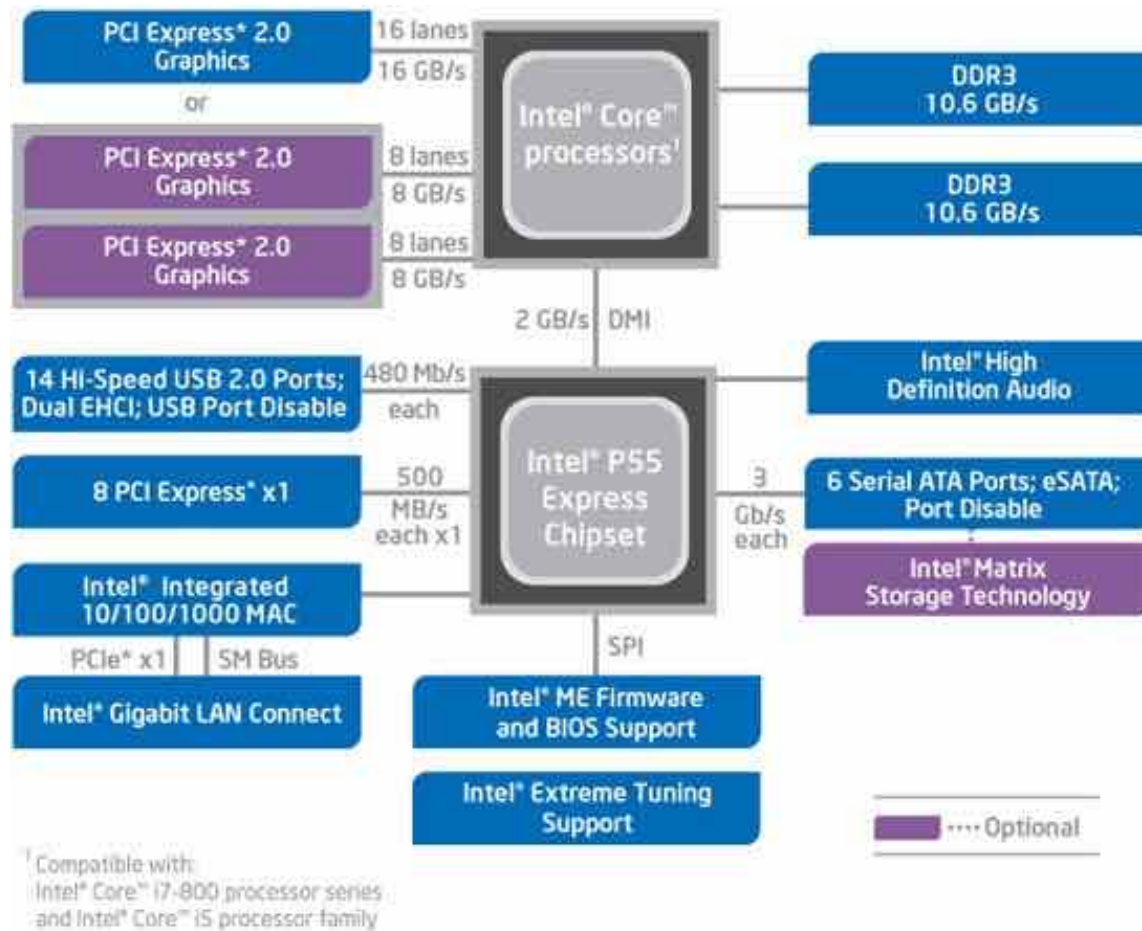 PCI Express* 2.0
Graphics
16 lanes
16 GB/s
or
PCI Express* 2.0
Graphics
8 lanes
8 GB/s
PCI Express* 2.0
Graphics
8 lanes
8 GB/s
Intel® Core™
processors¹
DDR3
10.6 GB/s
DDR3
10.6 GB/s
2 GB/s DMI
14 Hi-Speed USB 2.0 Ports;
Dual EHCI; USB Port Disable
480 Mb/s
each
8 PCI Express* x1
500
MB/s
each x1
Intel® Integrated
10/100/1000 MAC
PCIe* x1
SM Bus
Intel® Gigabit LAN Connect
Intel® P55
Express
Chipset
Intel® High
Definition Audio
3
Gb/s
each
6 Serial ATA Ports; eSATA;
Port Disable
Intel® Matrix
Storage Technology
SPI
Intel® ME Firmware
and BIOS Support
Intel® Extreme Tuning
Support
Optional
¹ Compatible with:
Intel® Core™ i7-800 processor series
and Intel® Core™ i5 processor family